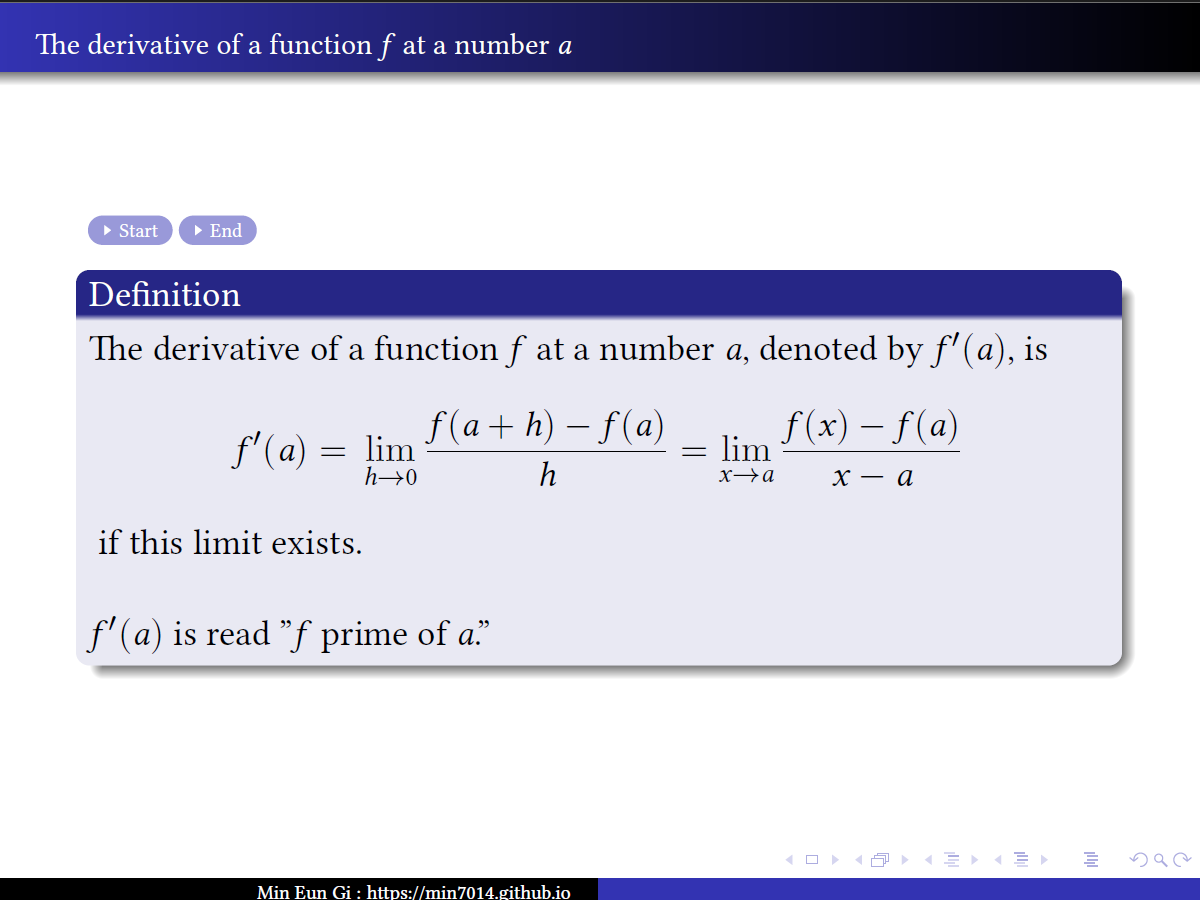 The derivative of a function f at a number a
Start End
Definition
The derivative of a function f at a number a, denoted by f′(a), is
f′(a) = lim_{h→0} \frac{f(a + h) − f(a)}{h} = lim_{x→a} \frac{f(x) − f(a)}{x − a}
if this limit exists.
f′(a) is read ”f prime of a.”
Min Eun Gi : https://min7014.github.io